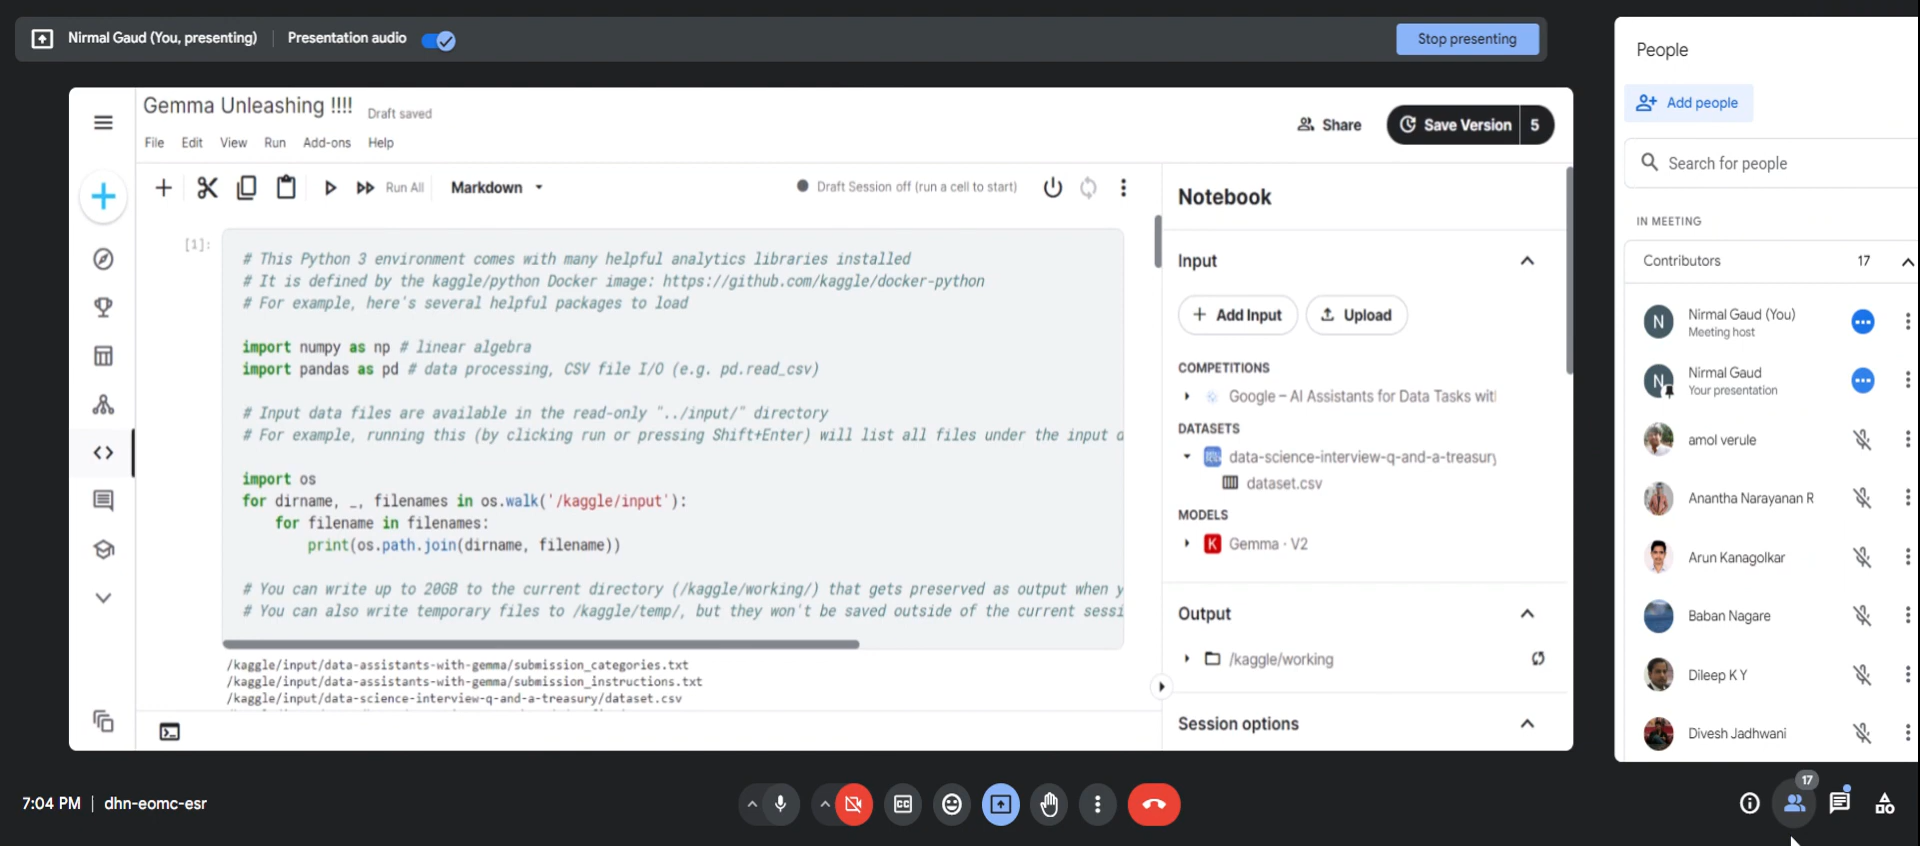 Nirmal Gaud (You, presenting)
Presentation audio
Stop presenting
Gemma Unleashing !!!!
Draft saved
File Edit View Run Add-ons Help
Share
Save Version 5
Run All
Markdown
Draft Session off (run a cell to start)
[1]:
# This Python 3 environment comes with many helpful analytics libraries installed
# It is defined by the kaggle/python Docker image: https://github.com/kaggle/docker-python
# For example, here's several helpful packages to load
import numpy as np # linear algebra
import pandas as pd # data processing, CSV file I/O (e.g. pd.read_csv)
# Input data files are available in the read-only "../input/" directory
# For example, running this (by clicking run or pressing Shift+Enter) will list all files under the input d
import os
for dirname, _, filenames in os.walk('/kaggle/input'):
for filename in filenames:
print(os.path.join(dirname, filename))
# You can write up to 20GB to the current directory (/kaggle/working/) that gets preserved as output when y
# You can also write temporary files to /kaggle/temp/, but they won't be saved outside of the current sessi
/kaggle/input/data-assistants-with-gemma/submission_categories.txt
/kaggle/input/data-assistants-with-gemma/submission_instructions.txt
/kaggle/input/data-science-interview-q-and-a-treasury/dataset.csv
Notebook
Input
Add Input
Upload
COMPETITIONS
Google – AI Assistants for Data Tasks wit
DATASETS
data-science-interview-q-and-a-treasury
dataset.csv
MODELS
K Gemma · V2
Output
/kaggle/working
Session options
People
Add people
Search for people
IN MEETING
Contributors 17
N Nirmal Gaud (You)
Meeting host
N Nirmal Gaud
Your presentation
amol verule
Anantha Narayanan R
Arun Kanagolkar
Baban Nagare
Dileep K Y
Divesh Jadhwani
7:04 PM | dhn-eomc-esr
CC
17